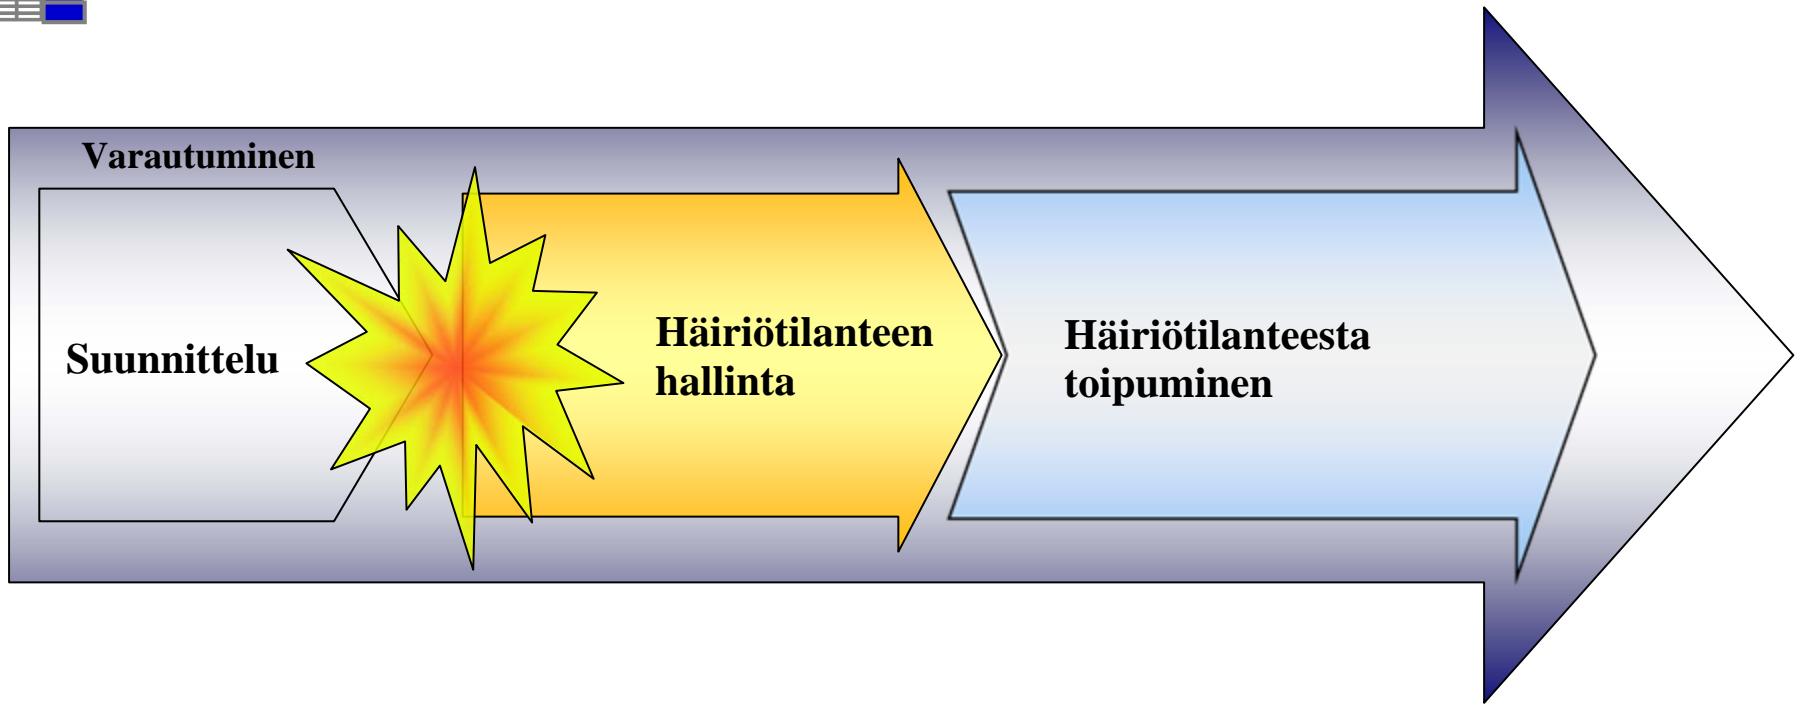 Varautuminen
Suunnittelu
Häiriötilanteen
hallinta
Häiriötilanteesta
toipuminen